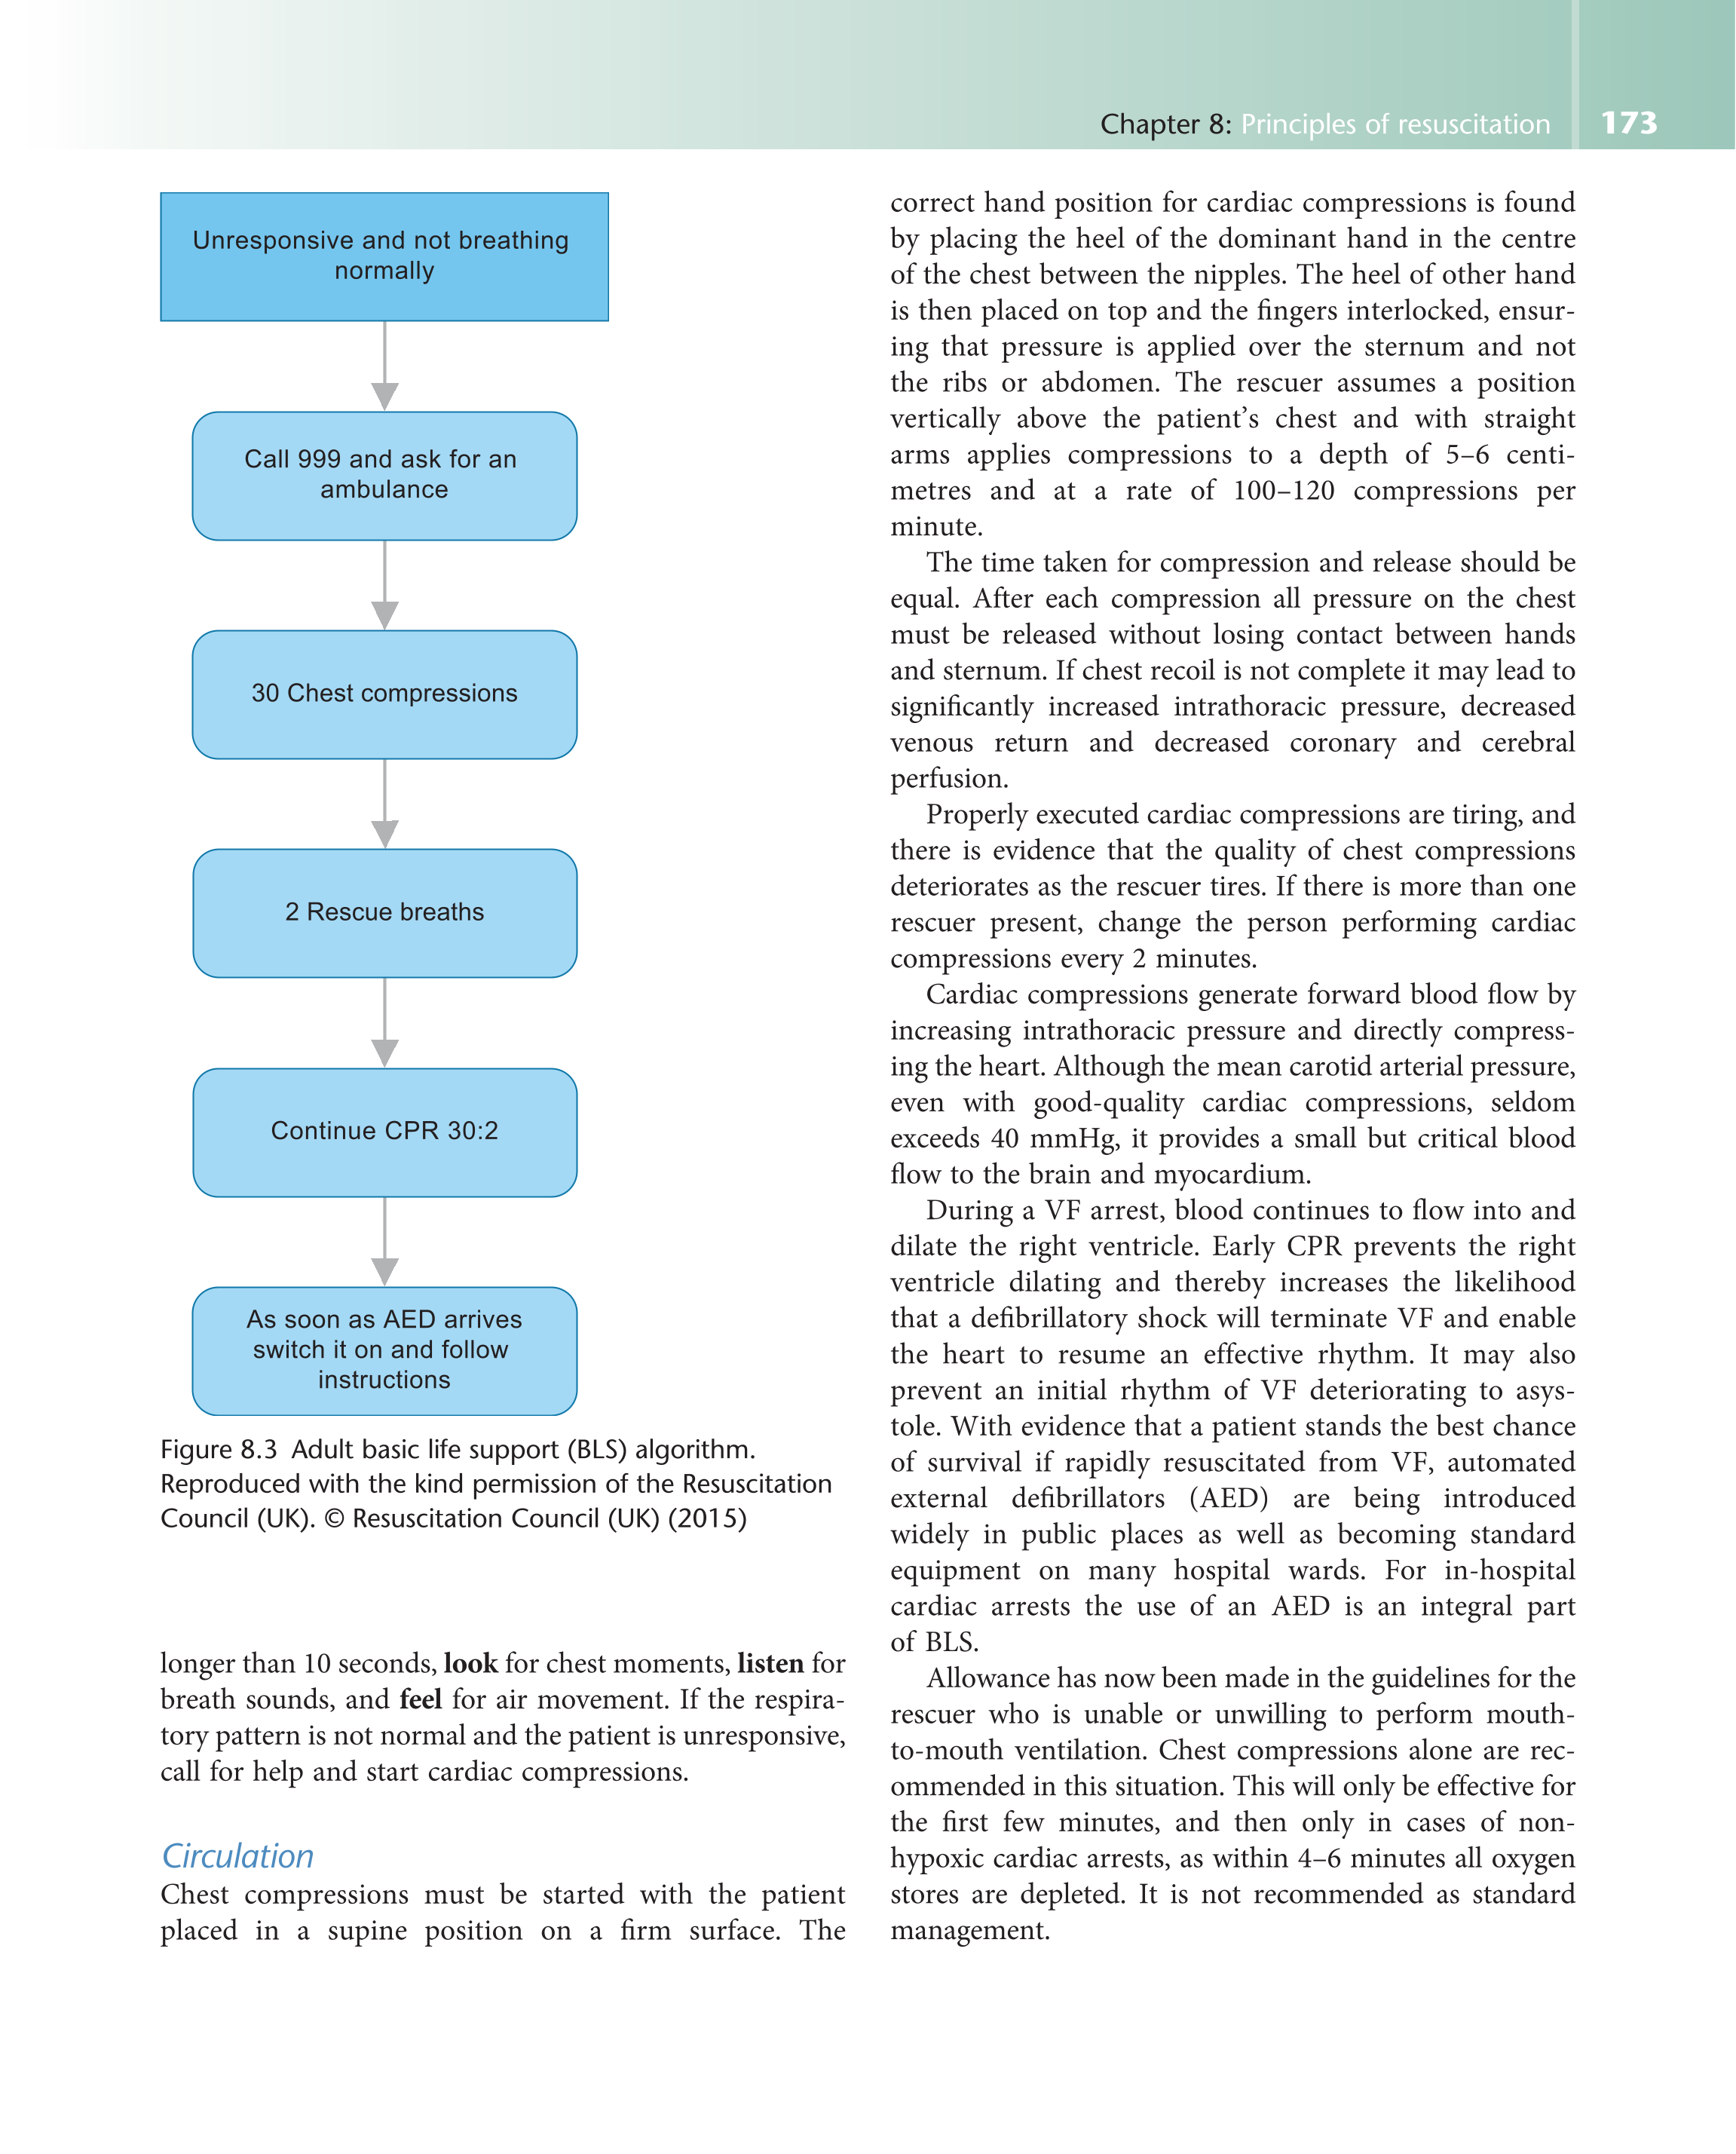 Chapter 8: Principles of resuscitation 173
Unresponsive and not breathing
normally
Call 999 and ask for an
ambulance
30 Chest compressions
2 Rescue breaths
Continue CPR 30:2
As soon as AED arrives
switch it on and follow
instructions
Figure 8.3 Adult basic life support (BLS) algorithm.
Reproduced with the kind permission of the Resuscitation
Council (UK). © Resuscitation Council (UK) (2015)
longer than 10 seconds, look for chest moments, listen for
breath sounds, and feel for air movement. If the respira-
tory pattern is not normal and the patient is unresponsive,
call for help and start cardiac compressions.
Circulation
Chest compressions must be started with the patient
placed in a supine position on a firm surface. The
correct hand position for cardiac compressions is found
by placing the heel of the dominant hand in the centre
of the chest between the nipples. The heel of other hand
is then placed on top and the fingers interlocked, ensur-
ing that pressure is applied over the sternum and not
the ribs or abdomen. The rescuer assumes a position
vertically above the patient's chest and with straight
arms applies compressions to a depth of 5–6 centi-
metres and at a rate of 100–120 compressions per
minute.
The time taken for compression and release should be
equal. After each compression all pressure on the chest
must be released without losing contact between hands
and sternum. If chest recoil is not complete it may lead to
significantly increased intrathoracic pressure, decreased
venous return and decreased coronary and cerebral
perfusion.
Properly executed cardiac compressions are tiring, and
there is evidence that the quality of chest compressions
deteriorates as the rescuer tires. If there is more than one
rescuer present, change the person performing cardiac
compressions every 2 minutes.
Cardiac compressions generate forward blood flow by
increasing intrathoracic pressure and directly compress-
ing the heart. Although the mean carotid arterial pressure,
even with good-quality cardiac compressions, seldom
exceeds 40 mmHg, it provides a small but critical blood
flow to the brain and myocardium.
During a VF arrest, blood continues to flow into and
dilate the right ventricle. Early CPR prevents the right
ventricle dilating and thereby increases the likelihood
that a defibrillatory shock will terminate VF and enable
the heart to resume an effective rhythm. It may also
prevent an initial rhythm of VF deteriorating to asys-
tole. With evidence that a patient stands the best chance
of survival if rapidly resuscitated from VF, automated
external defibrillators (AED) are being introduced
widely in public places as well as becoming standard
equipment on many hospital wards. For in-hospital
cardiac arrests the use of an AED is an integral part
of BLS.
Allowance has now been made in the guidelines for the
rescuer who is unable or unwilling to perform mouth-
to-mouth ventilation. Chest compressions alone are rec-
ommended in this situation. This will only be effective for
the first few minutes, and then only in cases of non-
hypoxic cardiac arrests, as within 4–6 minutes all oxygen
stores are depleted. It is not recommended as standard
management.